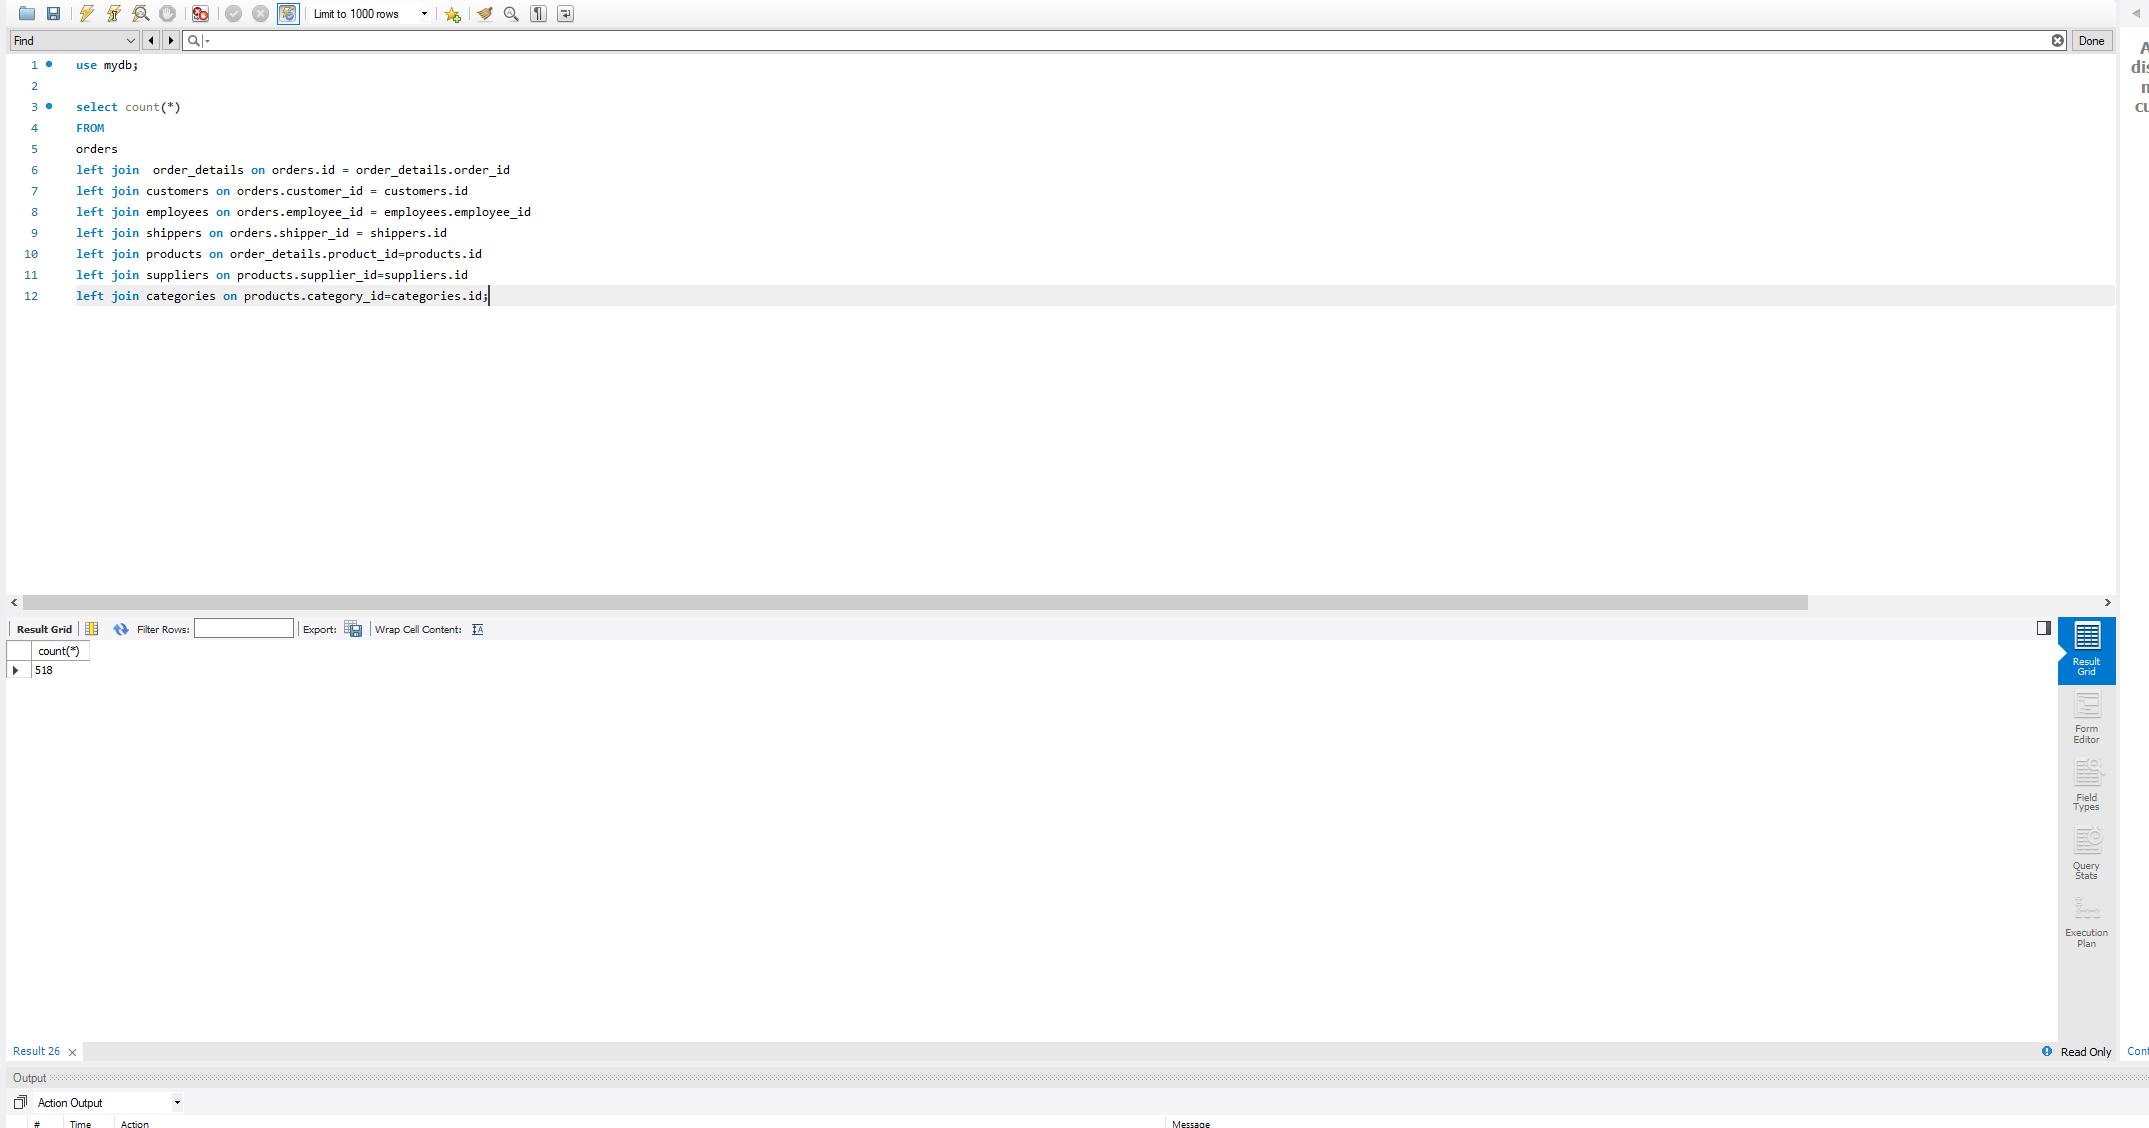 Limit to 1000 rows
Find
Done
1 use mydb;
2
3 select count(*)
4 FROM
5 orders
6 left join  order_details on orders.id = order_details.order_id
7 left join customers on orders.customer_id = customers.id
8 left join employees on orders.employee_id = employees.employee_id
9 left join shippers on orders.shipper_id = shippers.id
10 left join products on order_details.product_id=products.id
11 left join suppliers on products.supplier_id=suppliers.id
12 left join categories on products.category_id=categories.id;
Result Grid Filter Rows: Export: Wrap Cell Content:
count(*)
518
Result
Grid
Form
Editor
Field
Types
Query
Stats
Execution
Plan
Result 26
Read Only
Output
Action Output
# Time Action Message